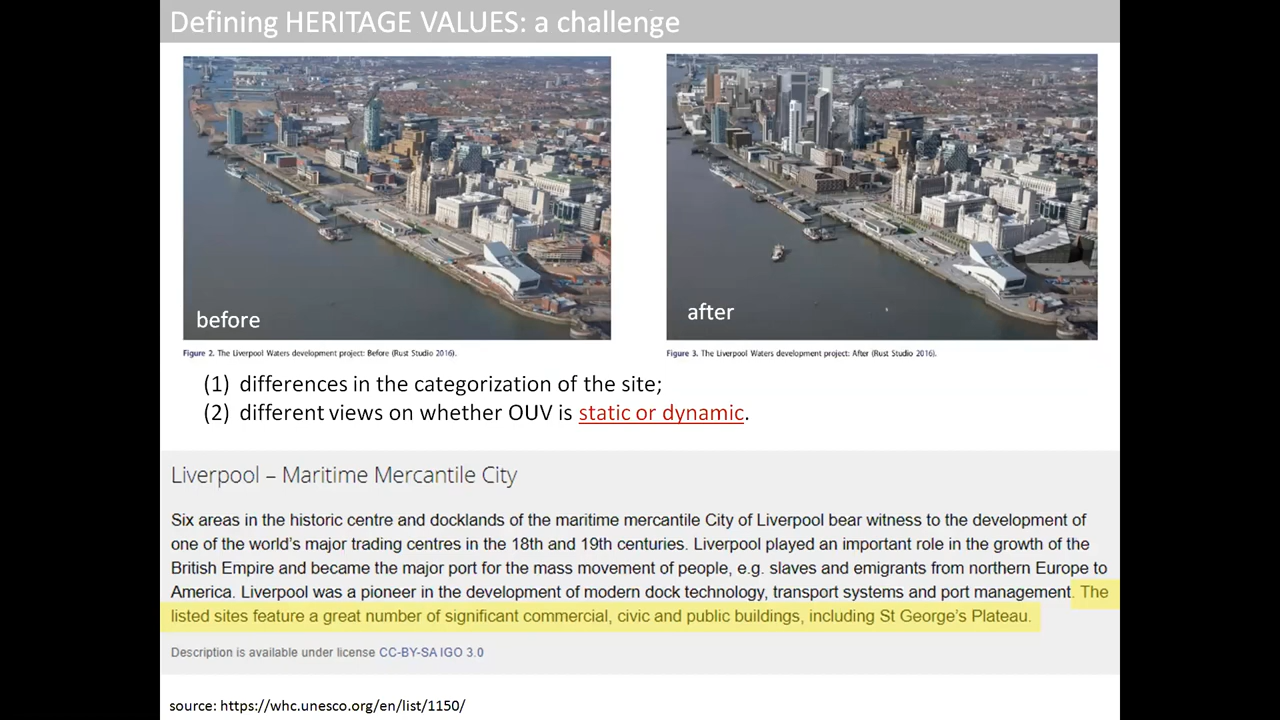 Defining HERITAGE VALUES: a challenge
before
after
Figure 2. The Liverpool Waters development project: Before (Rust Studio 2016).
Figure 3. The Liverpool Waters development project: After (Rust Studio 2016).
(1) differences in the categorization of the site;
(2) different views on whether OUV is static or dynamic.
Liverpool – Maritime Mercantile City
Six areas in the historic centre and docklands of the maritime mercantile City of Liverpool bear witness to the development of
one of the world's major trading centres in the 18th and 19th centuries. Liverpool played an important role in the growth of the
British Empire and became the major port for the mass movement of people, e.g. slaves and emigrants from northern Europe to
America. Liverpool was a pioneer in the development of modern dock technology, transport systems and port management. The
listed sites feature a great number of significant commercial, civic and public buildings, including St George's Plateau.
Description is available under license CC-BY-SA IGO 3.0
source: https://whc.unesco.org/en/list/1150/